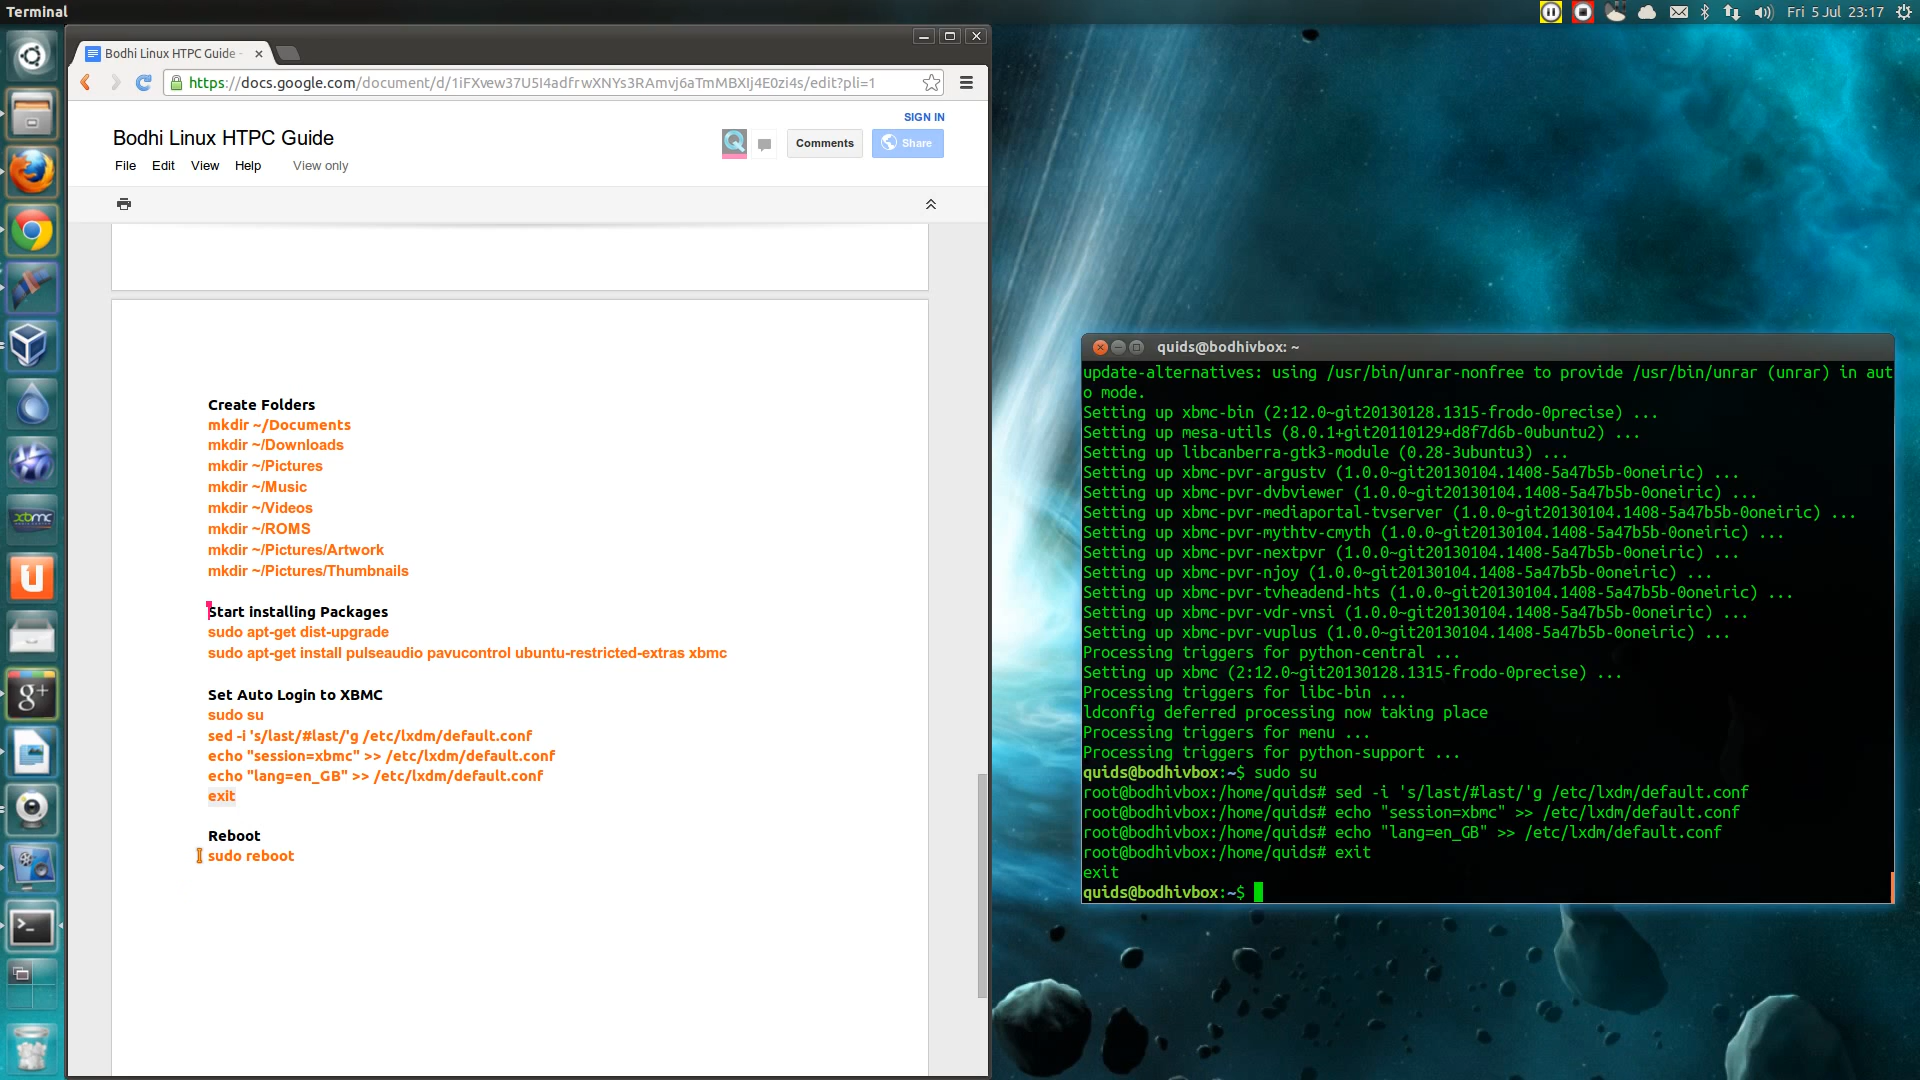 Terminal
Fri 5 Jul 23:17
Bodhi Linux HTPC Guide -
https://docs.google.com/document/d/1iFXvew37U5I4adfrwXNYs3RAmvj6aTmMBXIj4E0zi4s/edit?pli=1
SIGN IN
Bodhi Linux HTPC Guide
Comments
Share
File Edit View Help View only
Create Folders
mkdir ~/Documents
mkdir ~/Downloads
mkdir ~/Pictures
mkdir ~/Music
mkdir ~/Videos
mkdir ~/ROMS
mkdir ~/Pictures/Artwork
mkdir ~/Pictures/Thumbnails
Start installing Packages
sudo apt-get dist-upgrade
sudo apt-get install pulseaudio pavucontrol ubuntu-restricted-extras xbmc
Set Auto Login to XBMC
sudo su
sed -i 's/last/#last/'g /etc/lxdm/default.conf
echo "session=xbmc" >> /etc/lxdm/default.conf
echo "lang=en_GB" >> /etc/lxdm/default.conf
exit
Reboot
sudo reboot
xbmc
quids@bodhivbox: ~
update-alternatives: using /usr/bin/unrar-nonfree to provide /usr/bin/unrar (unrar) in aut
o mode.
Setting up xbmc-bin (2:12.0~git20130128.1315-frodo-0precise) ...
Setting up mesa-utils (8.0.1+git20110129+d8f7d6b-0ubuntu2) ...
Setting up libcanberra-gtk3-module (0.28-3ubuntu3) ...
Setting up xbmc-pvr-argustv (1.0.0~git20130104.1408-5a47b5b-0oneiric) ...
Setting up xbmc-pvr-dvbviewer (1.0.0~git20130104.1408-5a47b5b-0oneiric) ...
Setting up xbmc-pvr-mediaportal-tvserver (1.0.0~git20130104.1408-5a47b5b-0oneiric) ...
Setting up xbmc-pvr-mythtv-cmyth (1.0.0~git20130104.1408-5a47b5b-0oneiric) ...
Setting up xbmc-pvr-nextpvr (1.0.0~git20130104.1408-5a47b5b-0oneiric) ...
Setting up xbmc-pvr-njoy (1.0.0~git20130104.1408-5a47b5b-0oneiric) ...
Setting up xbmc-pvr-tvheadend-hts (1.0.0~git20130104.1408-5a47b5b-0oneiric) ...
Setting up xbmc-pvr-vdr-vnsi (1.0.0~git20130104.1408-5a47b5b-0oneiric) ...
Setting up xbmc-pvr-vuplus (1.0.0~git20130104.1408-5a47b5b-0oneiric) ...
Processing triggers for python-central ...
Setting up xbmc (2:12.0~git20130128.1315-frodo-0precise) ...
Processing triggers for libc-bin ...
ldconfig deferred processing now taking place
Processing triggers for menu ...
Processing triggers for python-support ...
quids@bodhivbox:~$ sudo su
root@bodhivbox:/home/quids# sed -i 's/last/#last/'g /etc/lxdm/default.conf
root@bodhivbox:/home/quids# echo "session=xbmc" >> /etc/lxdm/default.conf
root@bodhivbox:/home/quids# echo "lang=en_GB" >> /etc/lxdm/default.conf
root@bodhivbox:/home/quids# exit
exit
quids@bodhivbox:~$